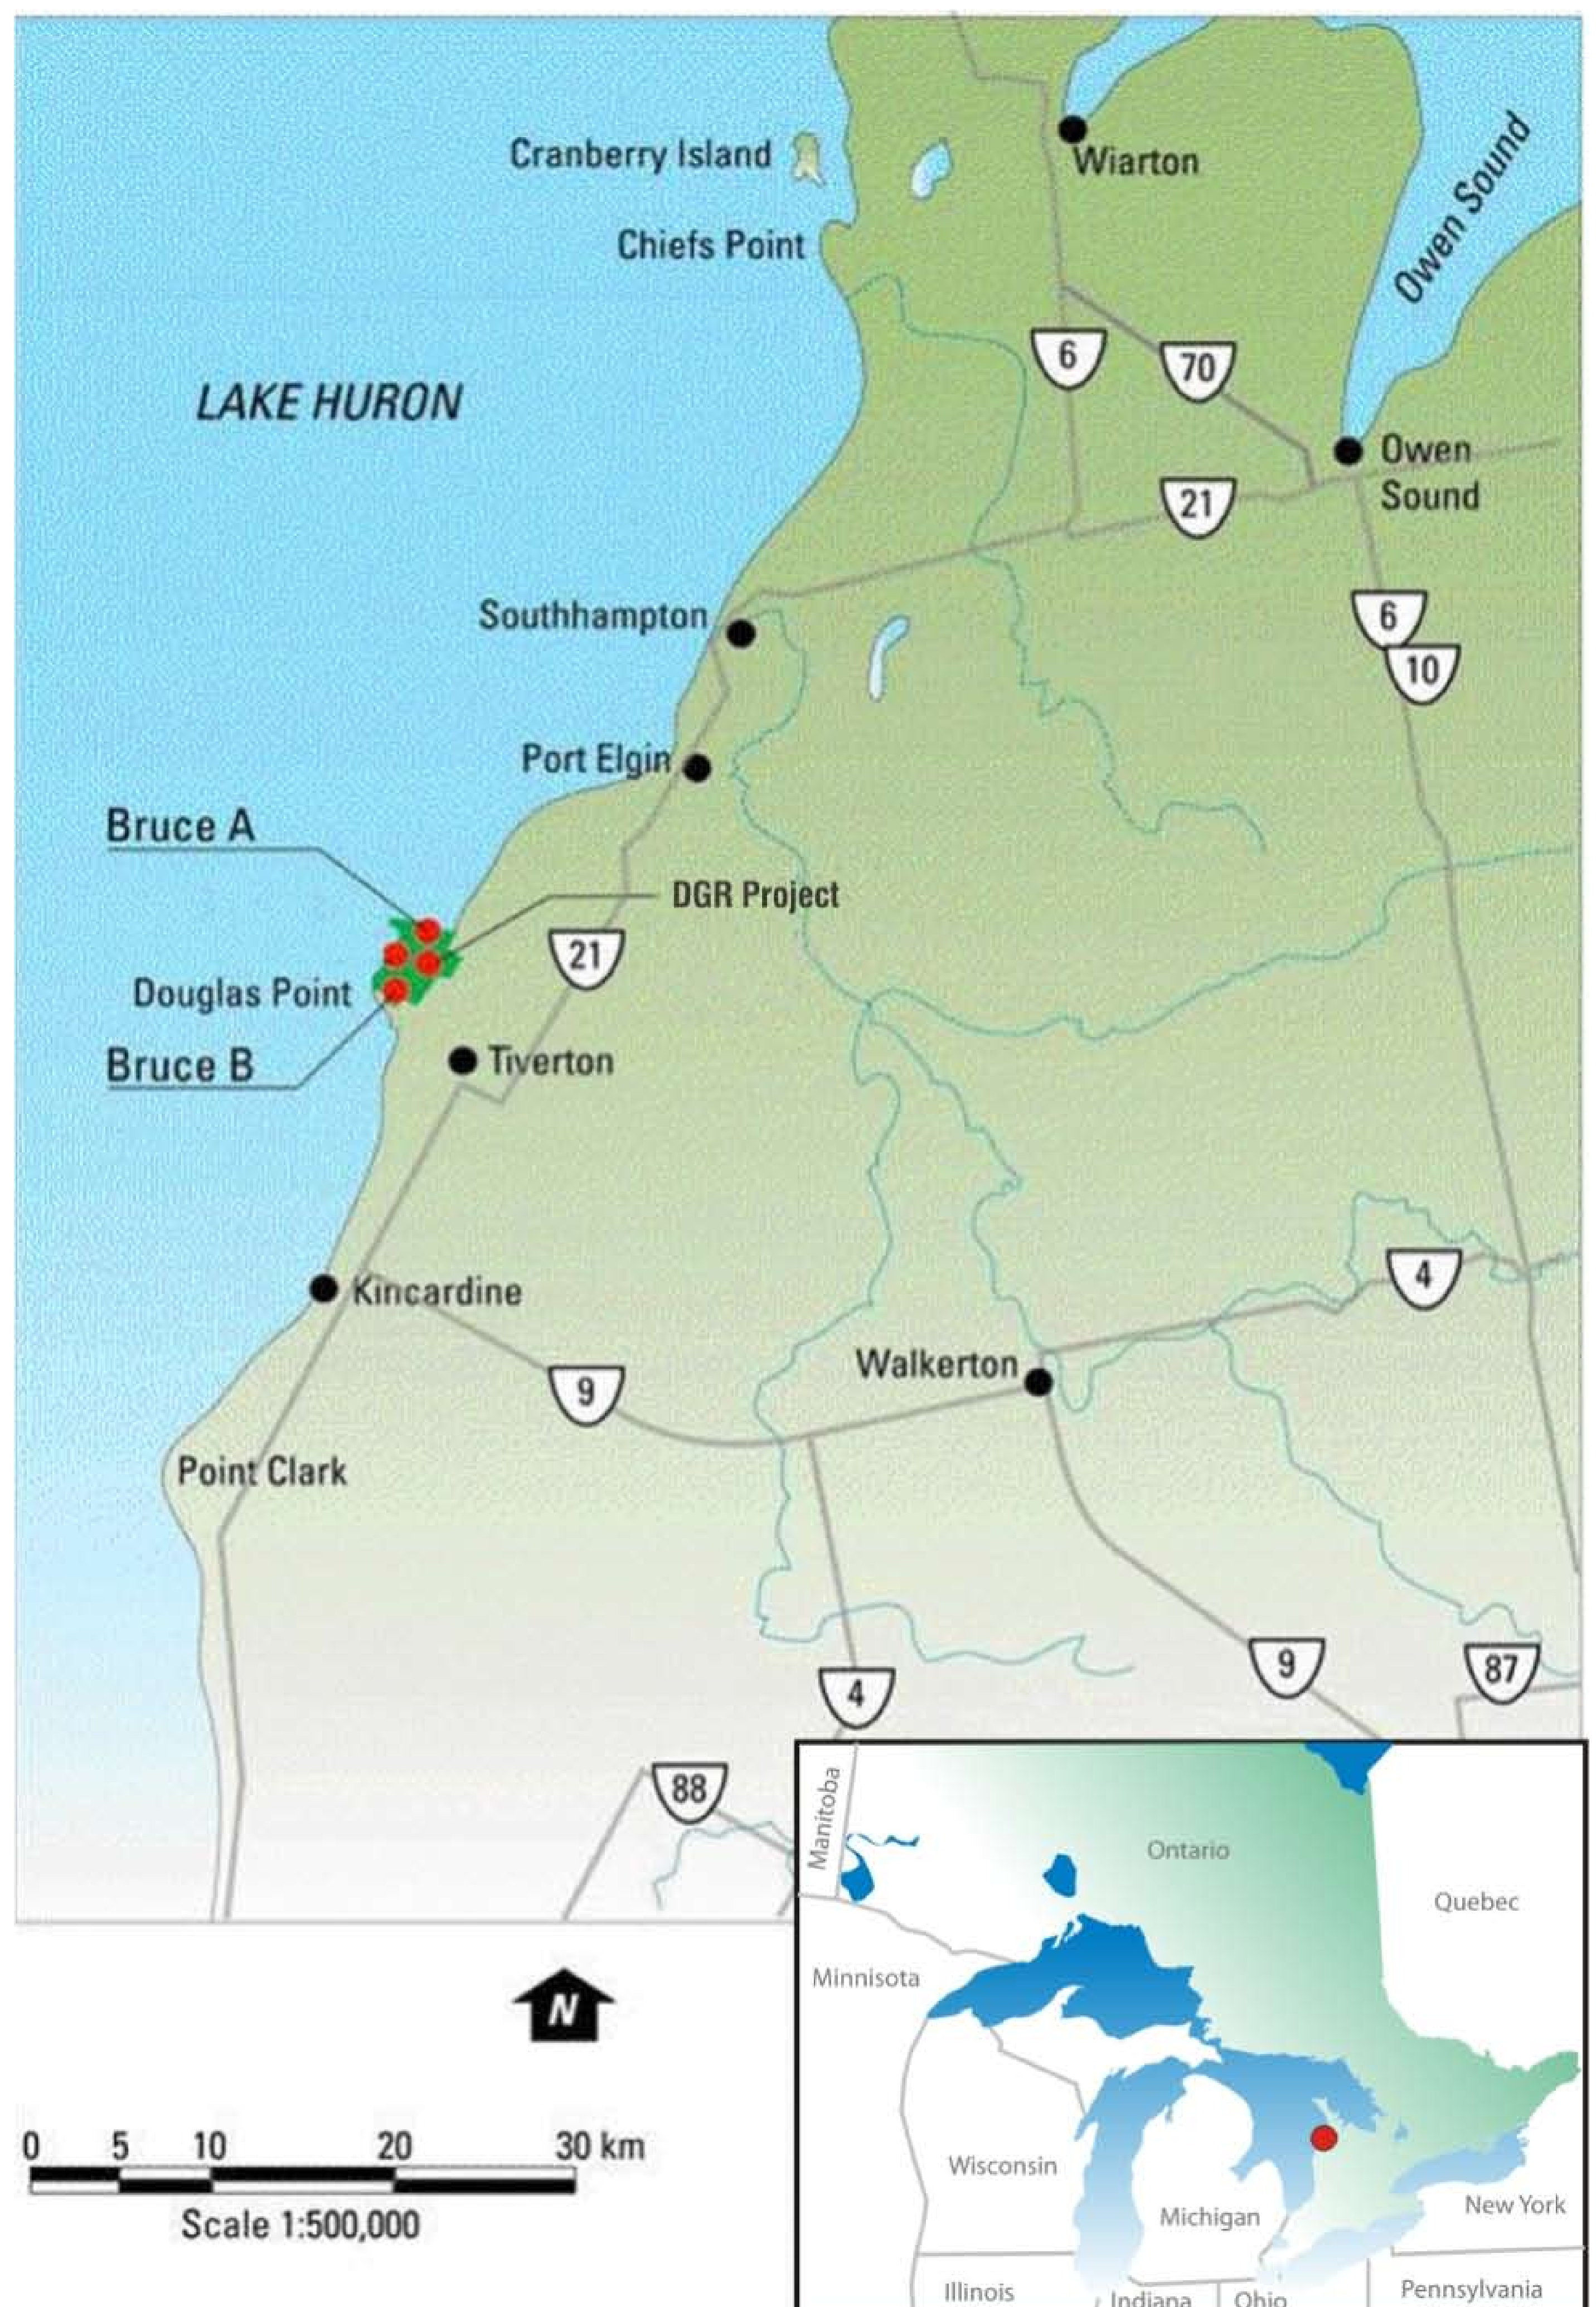 Cranberry Island
Wiarton
Chiefs Point
Owen Sound
LAKE HURON
6
70
Owen
Sound
21
6
10
Southhampton
Port Elgin
Bruce A
DGR Project
21
Douglas Point
Bruce B
Tiverton
4
Kincardine
Walkerton
9
Point Clark
9
87
4
88
Manitoba
Ontario
Quebec
Minnisota
Wisconsin
Michigan
New York
Illinois
Indiana
Ohio
Pennsylvania
N
0 5 10 20 30 km
Scale 1:500,000